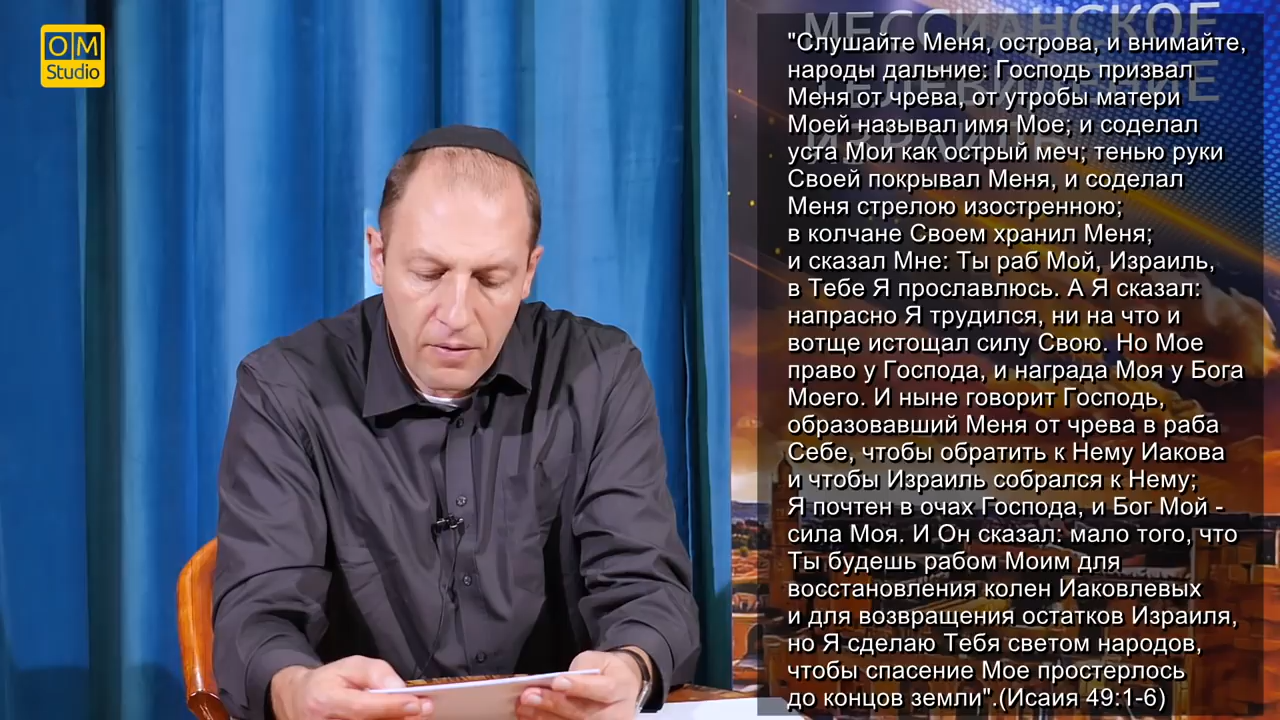 O|M
Studio
МЕССИАНСКОЕ
ТЕЛЕВИДЕНИЕ
"Слушайте Меня, острова, и внимайте,
народы дальние: Господь призвал
Меня от чрева, от утробы матери
Моей называл имя Мое; и соделал
уста Мои как острый меч; тенью руки
Своей покрывал Меня, и соделал
Меня стрелою изостренною;
в колчане Своем хранил Меня;
и сказал Мне: Ты раб Мой, Израиль,
в Тебе Я прославлюсь. А Я сказал:
напрасно Я трудился, ни на что и
вотще истощал силу Свою. Но Мое
право у Господа, и награда Моя у Бога
Моего. И ныне говорит Господь,
образовавший Меня от чрева в раба
Себе, чтобы обратить к Нему Иакова
и чтобы Израиль собрался к Нему;
Я почтен в очах Господа, и Бог Мой -
сила Моя. И Он сказал: мало того, что
Ты будешь рабом Моим для
восстановления колен Иаковлевых
и для возвращения остатков Израиля,
но Я сделаю Тебя светом народов,
чтобы спасение Мое простерлось
до концов земли".(Исаия 49:1-6)